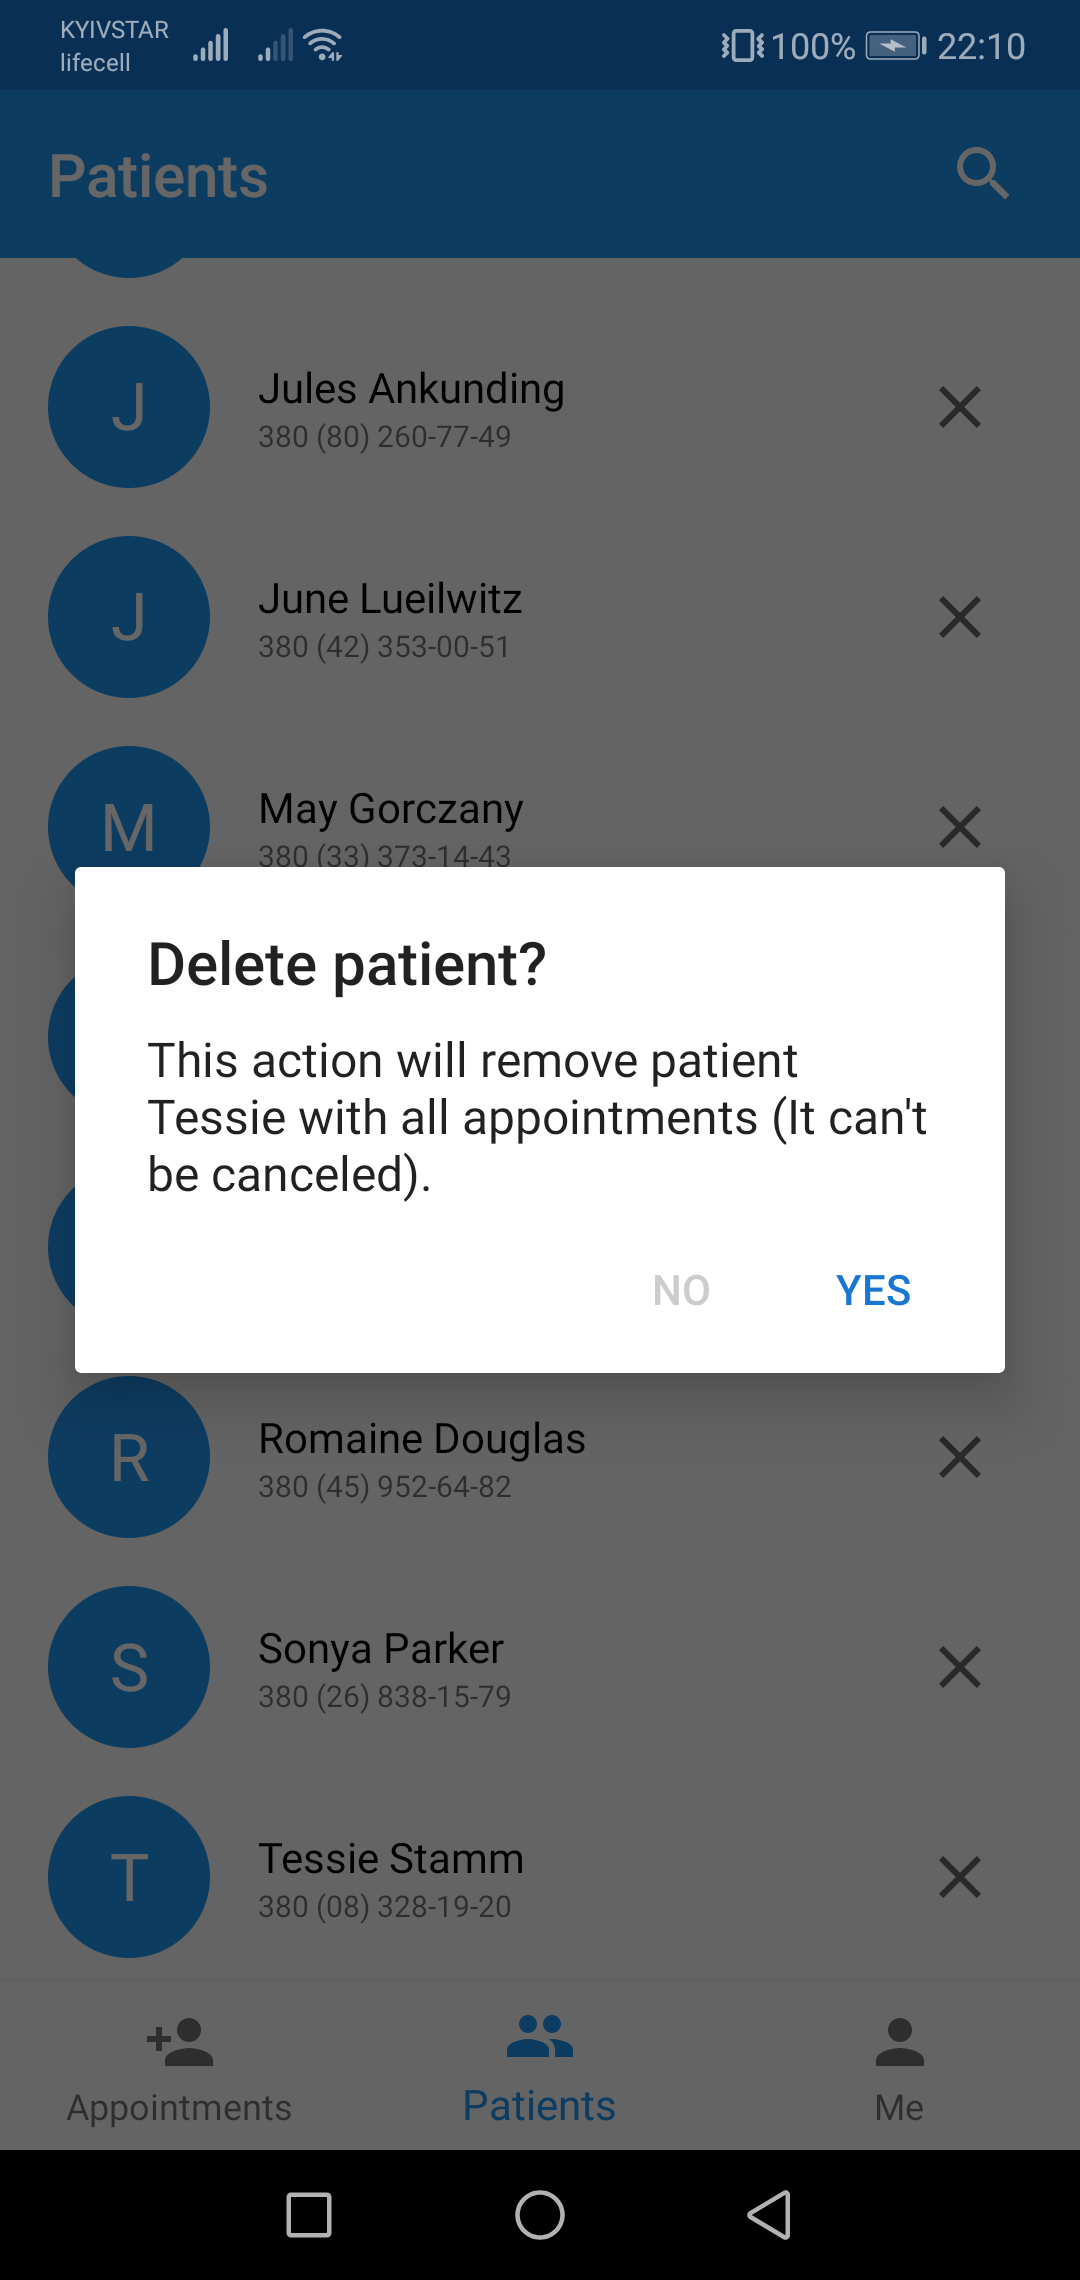 KYIVSTAR
lifecell
100%
22:10
Patients
J
Jules Ankunding
380 (80) 260-77-49
J
June Lueilwitz
380 (42) 353-00-51
M
May Gorczany
380 (33) 373-14-43
Delete patient?
This action will remove patient
Tessie with all appointments (It can't
be canceled).
NO
YES
R
Romaine Douglas
380 (45) 952-64-82
S
Sonya Parker
380 (26) 838-15-79
T
Tessie Stamm
380 (08) 328-19-20
Appointments
Patients
Me